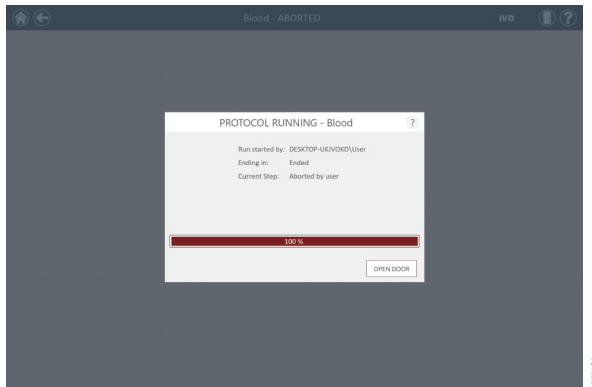 Blood - ABORTED
IVD
?
PROTOCOL RUNNING - Blood
?
Run started by: DESKTOP-UKJVOKD\User
Ending in: Ended
Current Step: Aborted by user
100 %
OPEN DOOR